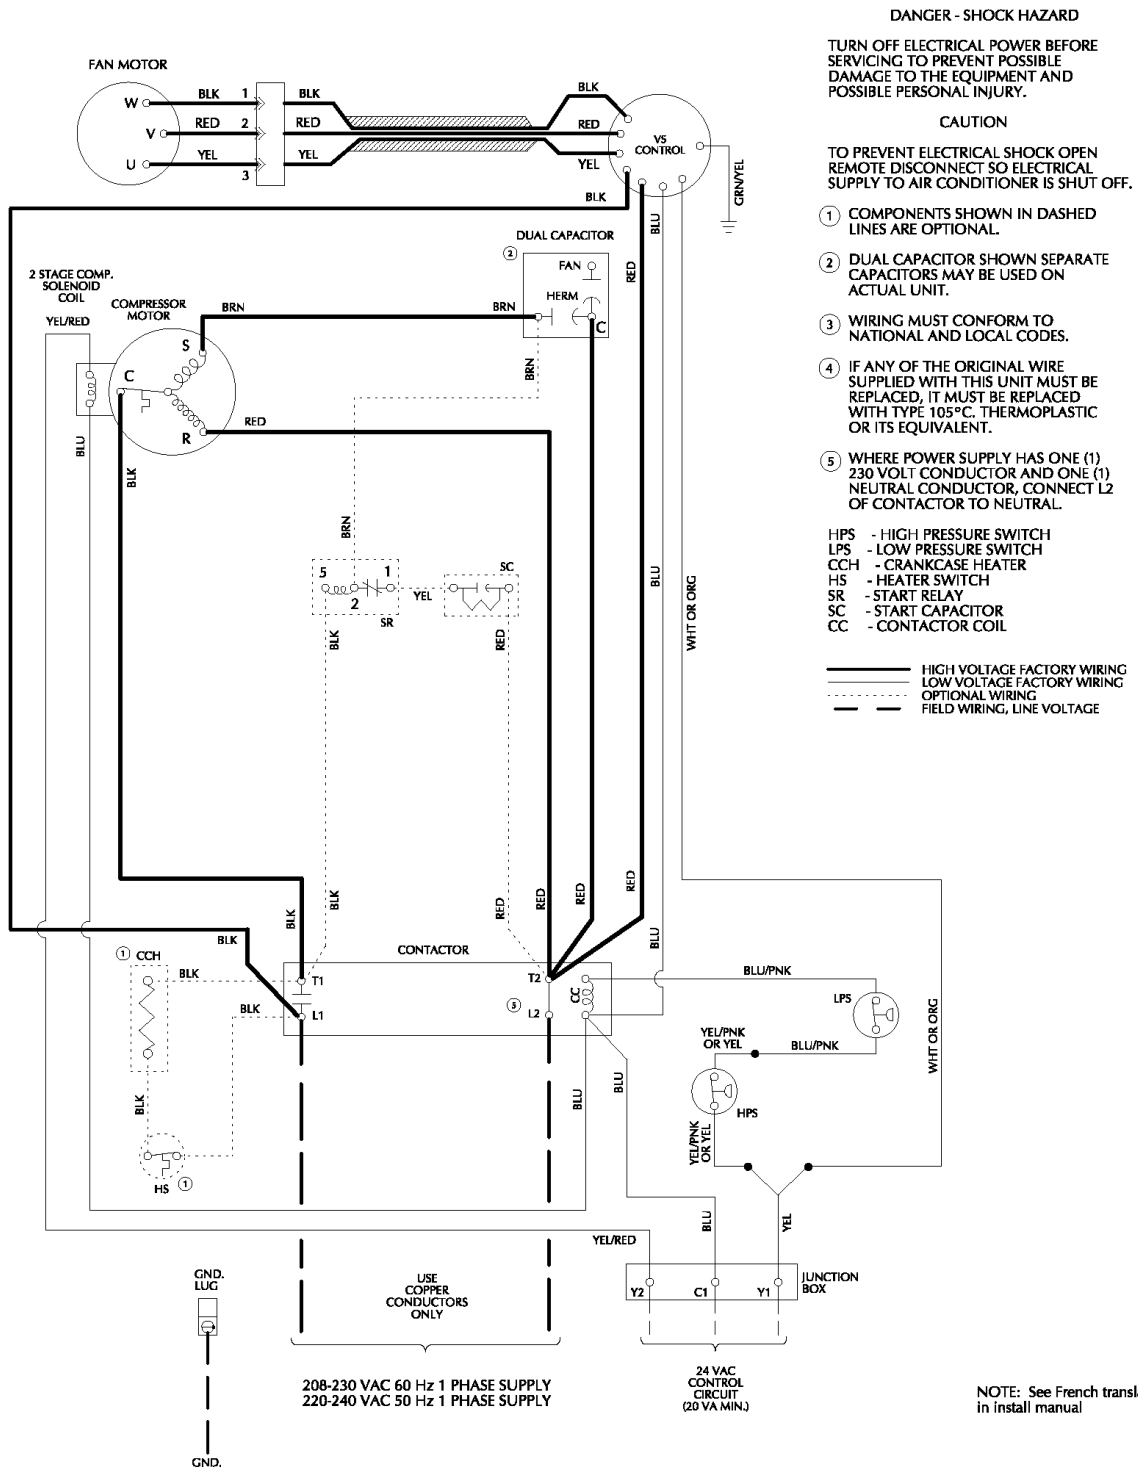 DANGER - SHOCK HAZARD
TURN OFF ELECTRICAL POWER BEFORE
SERVICING TO PREVENT POSSIBLE
DAMAGE TO THE EQUIPMENT AND
POSSIBLE PERSONAL INJURY.
CAUTION
TO PREVENT ELECTRICAL SHOCK OPEN
REMOTE DISCONNECT SO ELECTRICAL
SUPPLY TO AIR CONDITIONER IS SHUT OFF.
1 COMPONENTS SHOWN IN DASHED
LINES ARE OPTIONAL.
2 DUAL CAPACITOR SHOWN SEPARATE
CAPACITORS MAY BE USED ON
ACTUAL UNIT.
3 WIRING MUST CONFORM TO
NATIONAL AND LOCAL CODES.
4 IF ANY OF THE ORIGINAL WIRE
SUPPLIED WITH THIS UNIT MUST BE
REPLACED, IT MUST BE REPLACED
WITH TYPE 105°C. THERMOPLASTIC
OR ITS EQUIVALENT.
5 WHERE POWER SUPPLY HAS ONE (1)
230 VOLT CONDUCTOR AND ONE (1)
NEUTRAL CONDUCTOR, CONNECT L2
OF CONTACTOR TO NEUTRAL.
HPS - HIGH PRESSURE SWITCH
LPS - LOW PRESSURE SWITCH
CCH - CRANKCASE HEATER
HS - HEATER SWITCH
SR - START RELAY
SC - START CAPACITOR
CC - CONTACTOR COIL
HIGH VOLTAGE FACTORY WIRING
LOW VOLTAGE FACTORY WIRING
OPTIONAL WIRING
FIELD WIRING, LINE VOLTAGE
FAN MOTOR
W BLK 1 BLK BLK
V RED 2 RED RED
U YEL 3 YEL YEL
VS
CONTROL
GRN/YEL
BLK
BLU
RED
DUAL CAPACITOR
2
FAN
HERM
C
2 STAGE COMP.
SOLENOID
COIL
YEL/RED
COMPRESSOR
MOTOR
BRN
BRN
S
C
R
RED
BRN
BLU
BLK
BRN
5
1
2
SR
YEL
SC
BLK
RED
BLU
WHT OR ORG
BLK
BLK
RED
RED
RED
RED
BLU
BLK
CONTACTOR
1
CCH
BLK
T1
T2
CC
BLU/PNK
BLK
L1
5
L2
LPS
YEL/PNK
OR YEL
BLU/PNK
WHT OR ORG
BLK
BLU
BLU
HPS
YEL/PNK
OR YEL
HS
1
BLU
YEL
YEL/RED
GND.
LUG
USE
COPPER
CONDUCTORS
ONLY
Y2
C1
Y1
JUNCTION
BOX
208-230 VAC 60 Hz 1 PHASE SUPPLY
220-240 VAC 50 Hz 1 PHASE SUPPLY
24 VAC
CONTROL
CIRCUIT
(20 VA MIN.)
GND.
NOTE: See French transl
in install manual